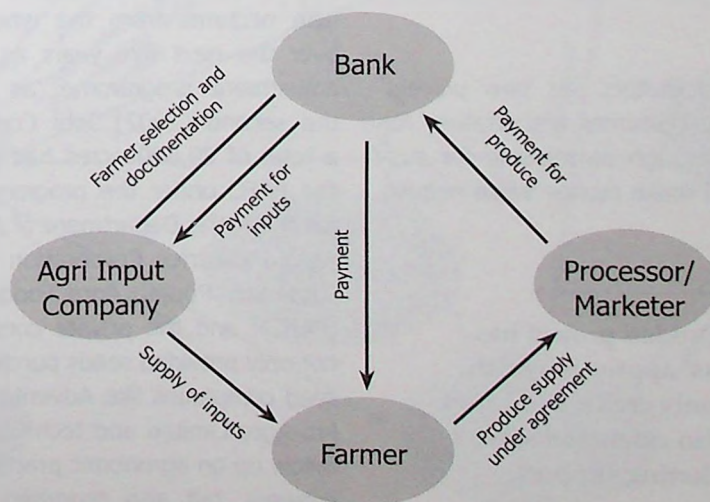 Bank
Farmer selection and
documentation
Payment for
inputs
Payment
Payment for
produce
Agri Input
Company
Processor/
Marketer
Supply of inputs
Produce supply
under agreement
Farmer